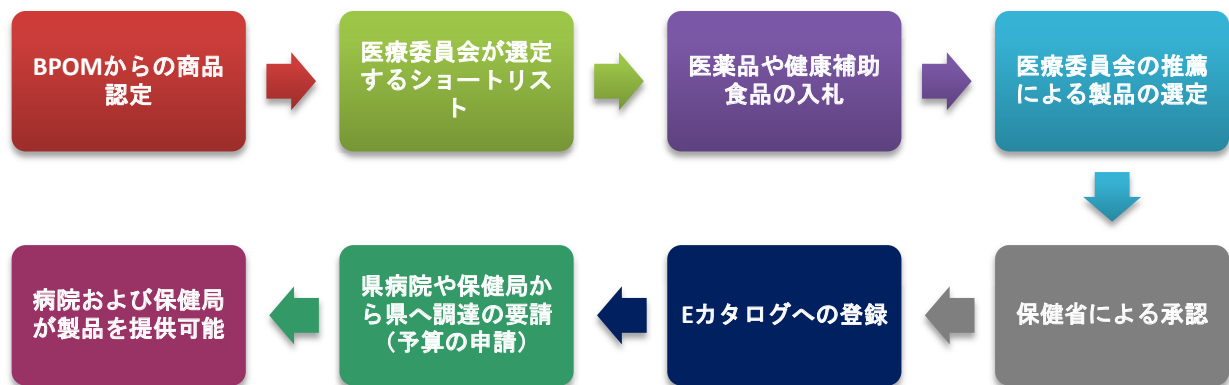 BPOMからの商品
認定
医療委員会が選定
するショートリス
ト
医薬品や健康補助
食品の入札
医療委員会の推薦
による製品の選定
保健省による承認
Eカタログへの登録
県病院や保健局か
ら県へ調達の要請
（予算の申請）
病院および保健局
が製品を提供可能